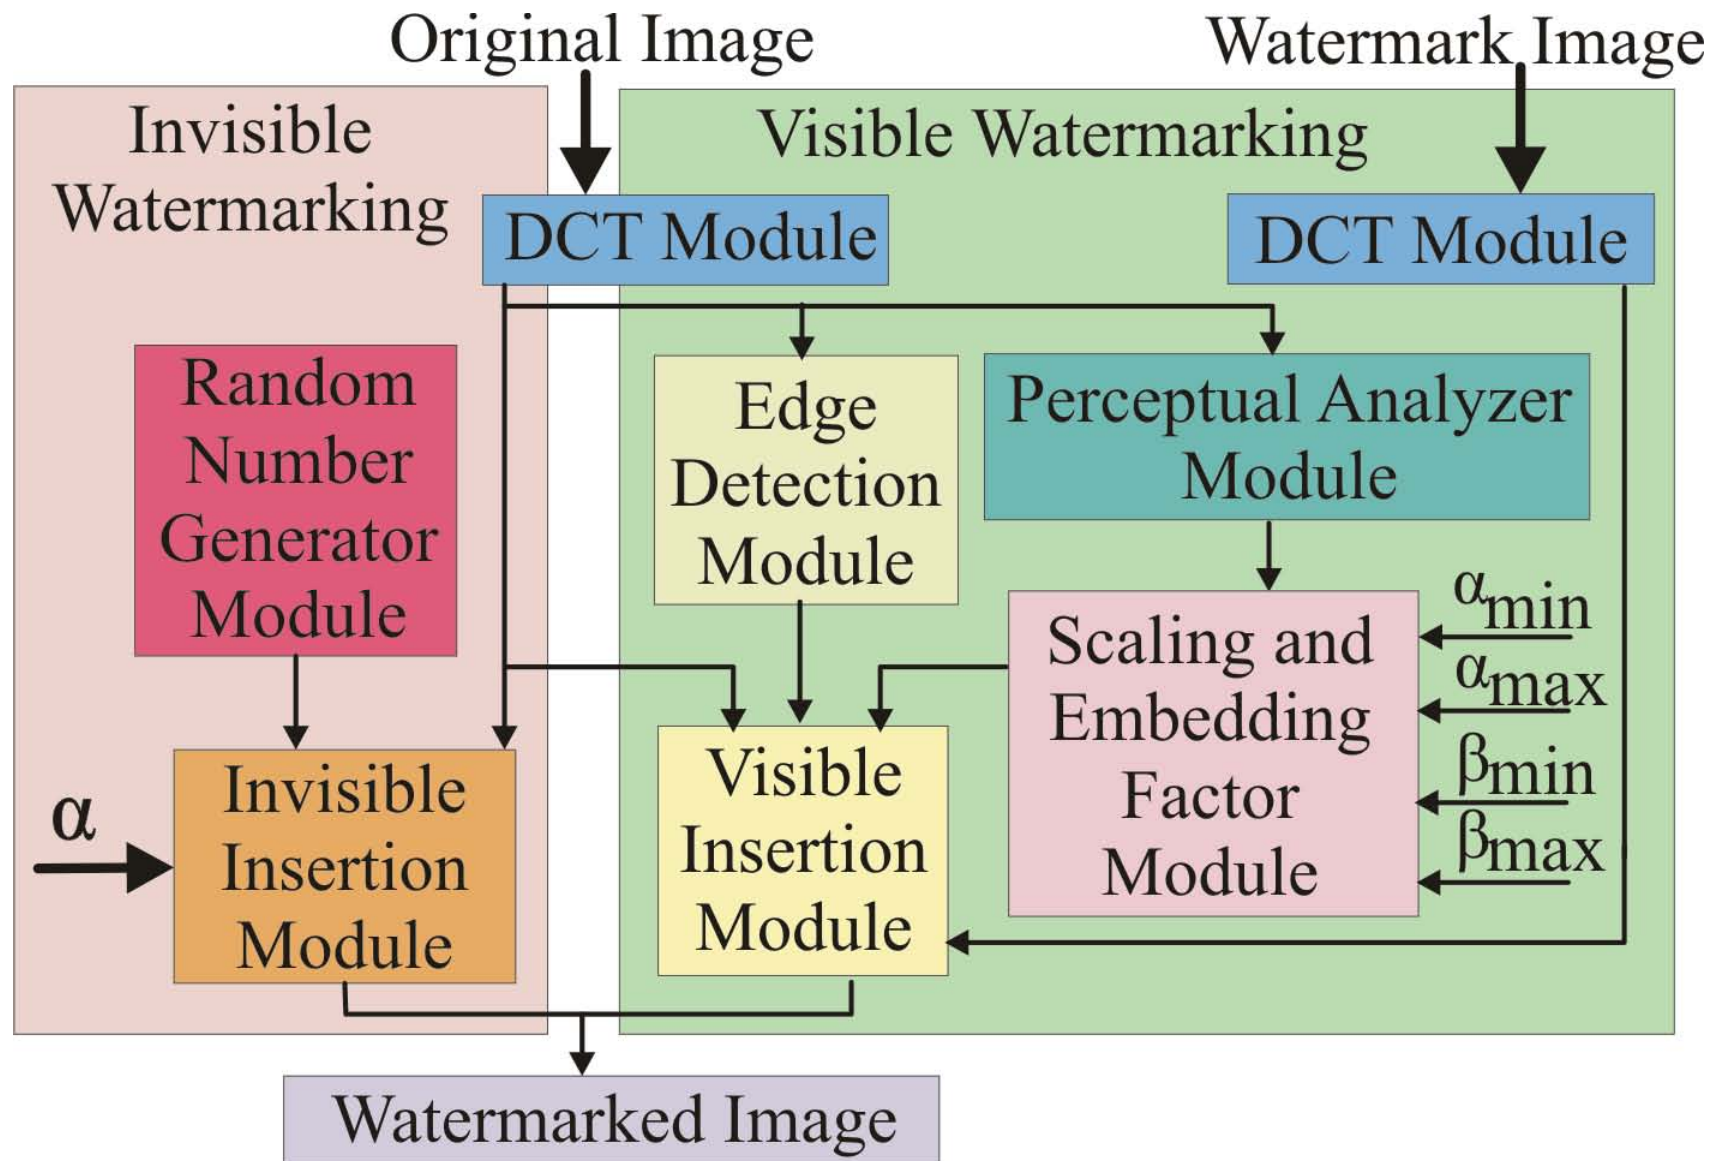 Original Image
Watermark Image
Invisible
Watermarking
Visible Watermarking
DCT Module
DCT Module
Random
Number
Generator
Module
Edge
Detection
Module
Perceptual Analyzer
Module
Scaling and
Embedding
Factor
Module
αmin
αmax
βmin
βmax
α
Invisible
Insertion
Module
Visible
Insertion
Module
Watermarked Image